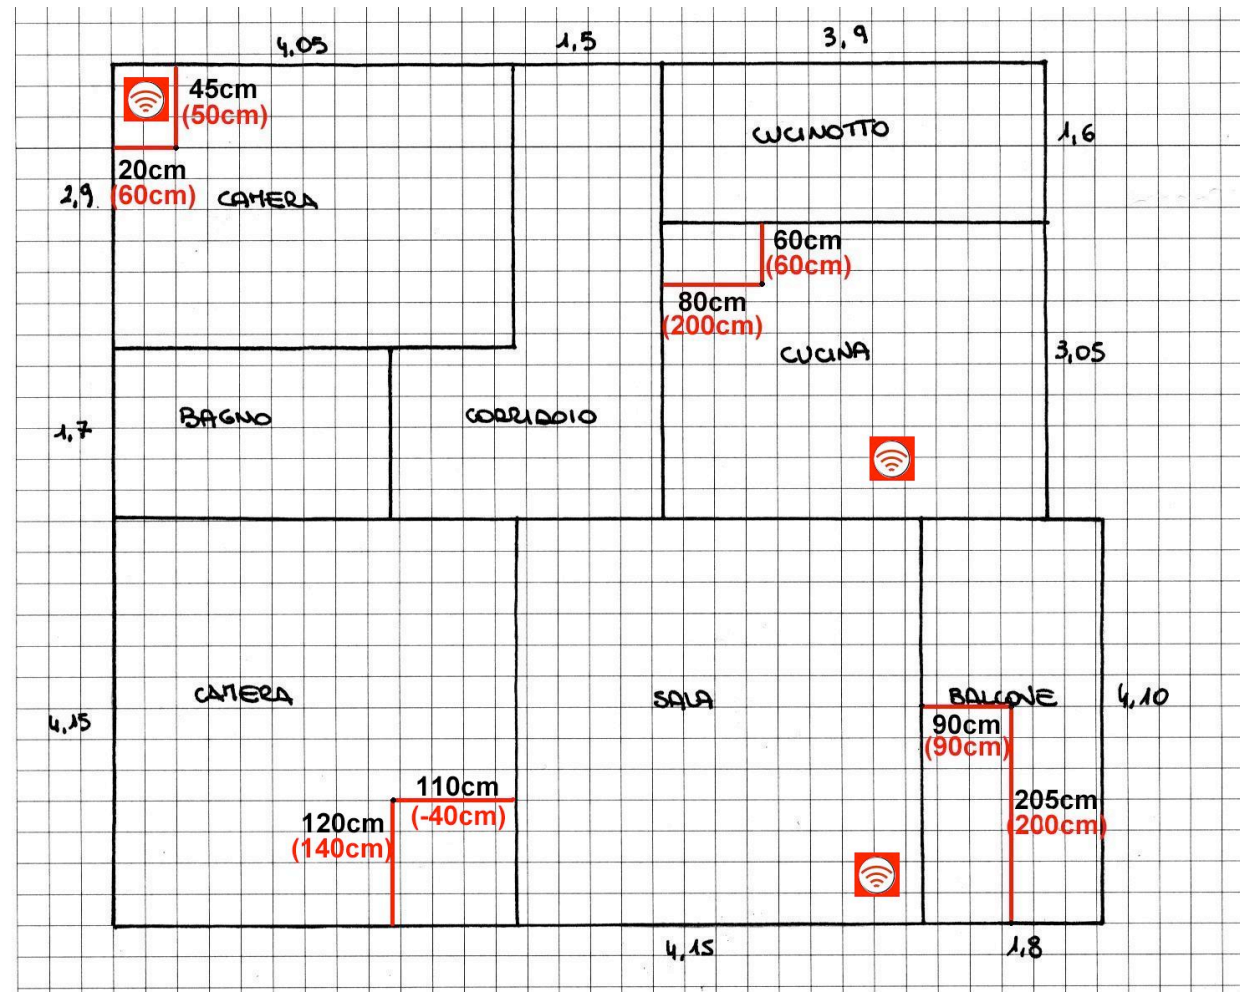 4,05
1,5
3,9
45cm
(50cm)
CUCINOTTO
1,6
20cm
(60cm)
2,9
CAMERA
60cm
(60cm)
80cm
(200cm)
CUCINA
3,05
BAGNO
CORRIDOIO
1,7
CAMERA
SALA
BALCONE
4,10
4,15
90cm
(90cm)
110cm
(-40cm)
120cm
(140cm)
205cm
(200cm)
4,15
1,8